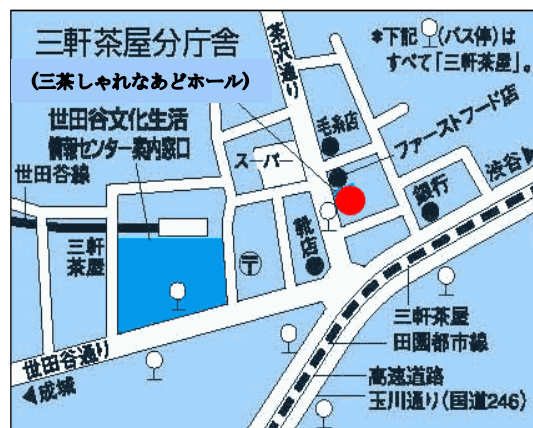 三軒茶屋分庁舎
(三茶しゃれなあどホール)
茶沢通り
*下記 (バス停)は
すべて「三軒茶屋」。
世田谷文化生活
情報センター案内窓口
世田谷線
スーパー
毛糸店
ファーストフード店
銀行
渋谷
三軒
茶屋
〒
靴店
世田谷通り
成城
三軒茶屋
田園都市線
高速道路
玉川通り(国道246)